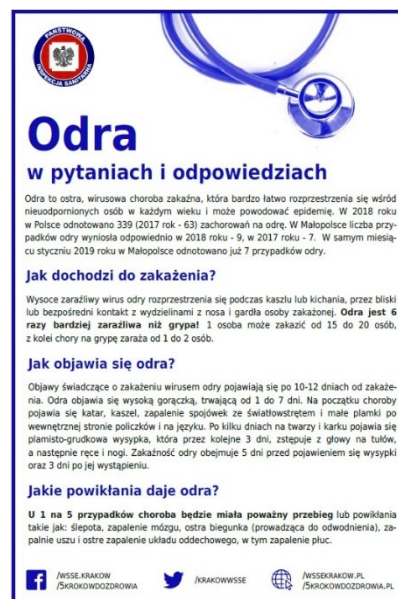 PAŃSTWOWA
INSPEKCJA SANITARNA
Odra
w pytaniach i odpowiedziach
Odra to ostra, wirusowa choroba zakaźna, która bardzo łatwo rozprzestrzenia się wśród
nieuodpornionych osób w każdym wieku i może powodować epidemię. W 2018 roku
w Polsce odnotowano 339 (2017 rok - 63) zachorowań na odrę. W Małopolsce liczba przy-
padków odry wyniosła odpowiednio w 2018 roku - 9, w 2017 roku - 7. W samym miesią-
cu styczniu 2019 roku w Małopolsce odnotowano już 7 przypadków odry.
Jak dochodzi do zakażenia?
Wysoce zaraźliwy wirus odry rozprzestrzenia się podczas kaszlu lub kichania, przez bliski
lub bezpośredni kontakt z wydzielinami z nosa i gardła osoby zakażonej. Odra jest 6
razy bardziej zaraźliwa niż grypa! 1 osoba może zakazić od 15 do 20 osób,
z kolei chory na grypę zaraża od 1 do 2 osób.
Jak objawia się odra?
Objawy świadczące o zakażeniu wirusem odry pojawiają się po 10-12 dniach od zakaże-
nia. Odra objawia się wysoką gorączką, trwającą od 1 do 7 dni. Na początku choroby
pojawia się katar, kaszel, zapalenie spojówek ze światłowstrętem i małe plamki po
wewnętrznej stronie policzków i na języku. Po kilku dniach na twarzy i karku pojawia się
plamisto-grudkowa wysypka, która przez kolejne 3 dni, zstępuje z głowy na tułów,
a następnie ręce i nogi. Zakaźność odry obejmuje 5 dni przed pojawieniem się wysypki
oraz 3 dni po jej wystąpieniu.
Jakie powikłania daje odra?
U 1 na 5 przypadków choroba będzie miała poważny przebieg lub powikłania
takie jak: ślepota, zapalenie mózgu, ostra biegunka (prowadząca do odwodnienia), za-
palnie uszu i ostre zapalenie układu oddechowego, w tym zapalenie płuc.
/WSSE.KRAKOW
/5KROKOWDOZDROWIA
/KRAKOWWSSE
/WSSEKRAKOW.PL
/5KROKOWDOZDROWIA.PL